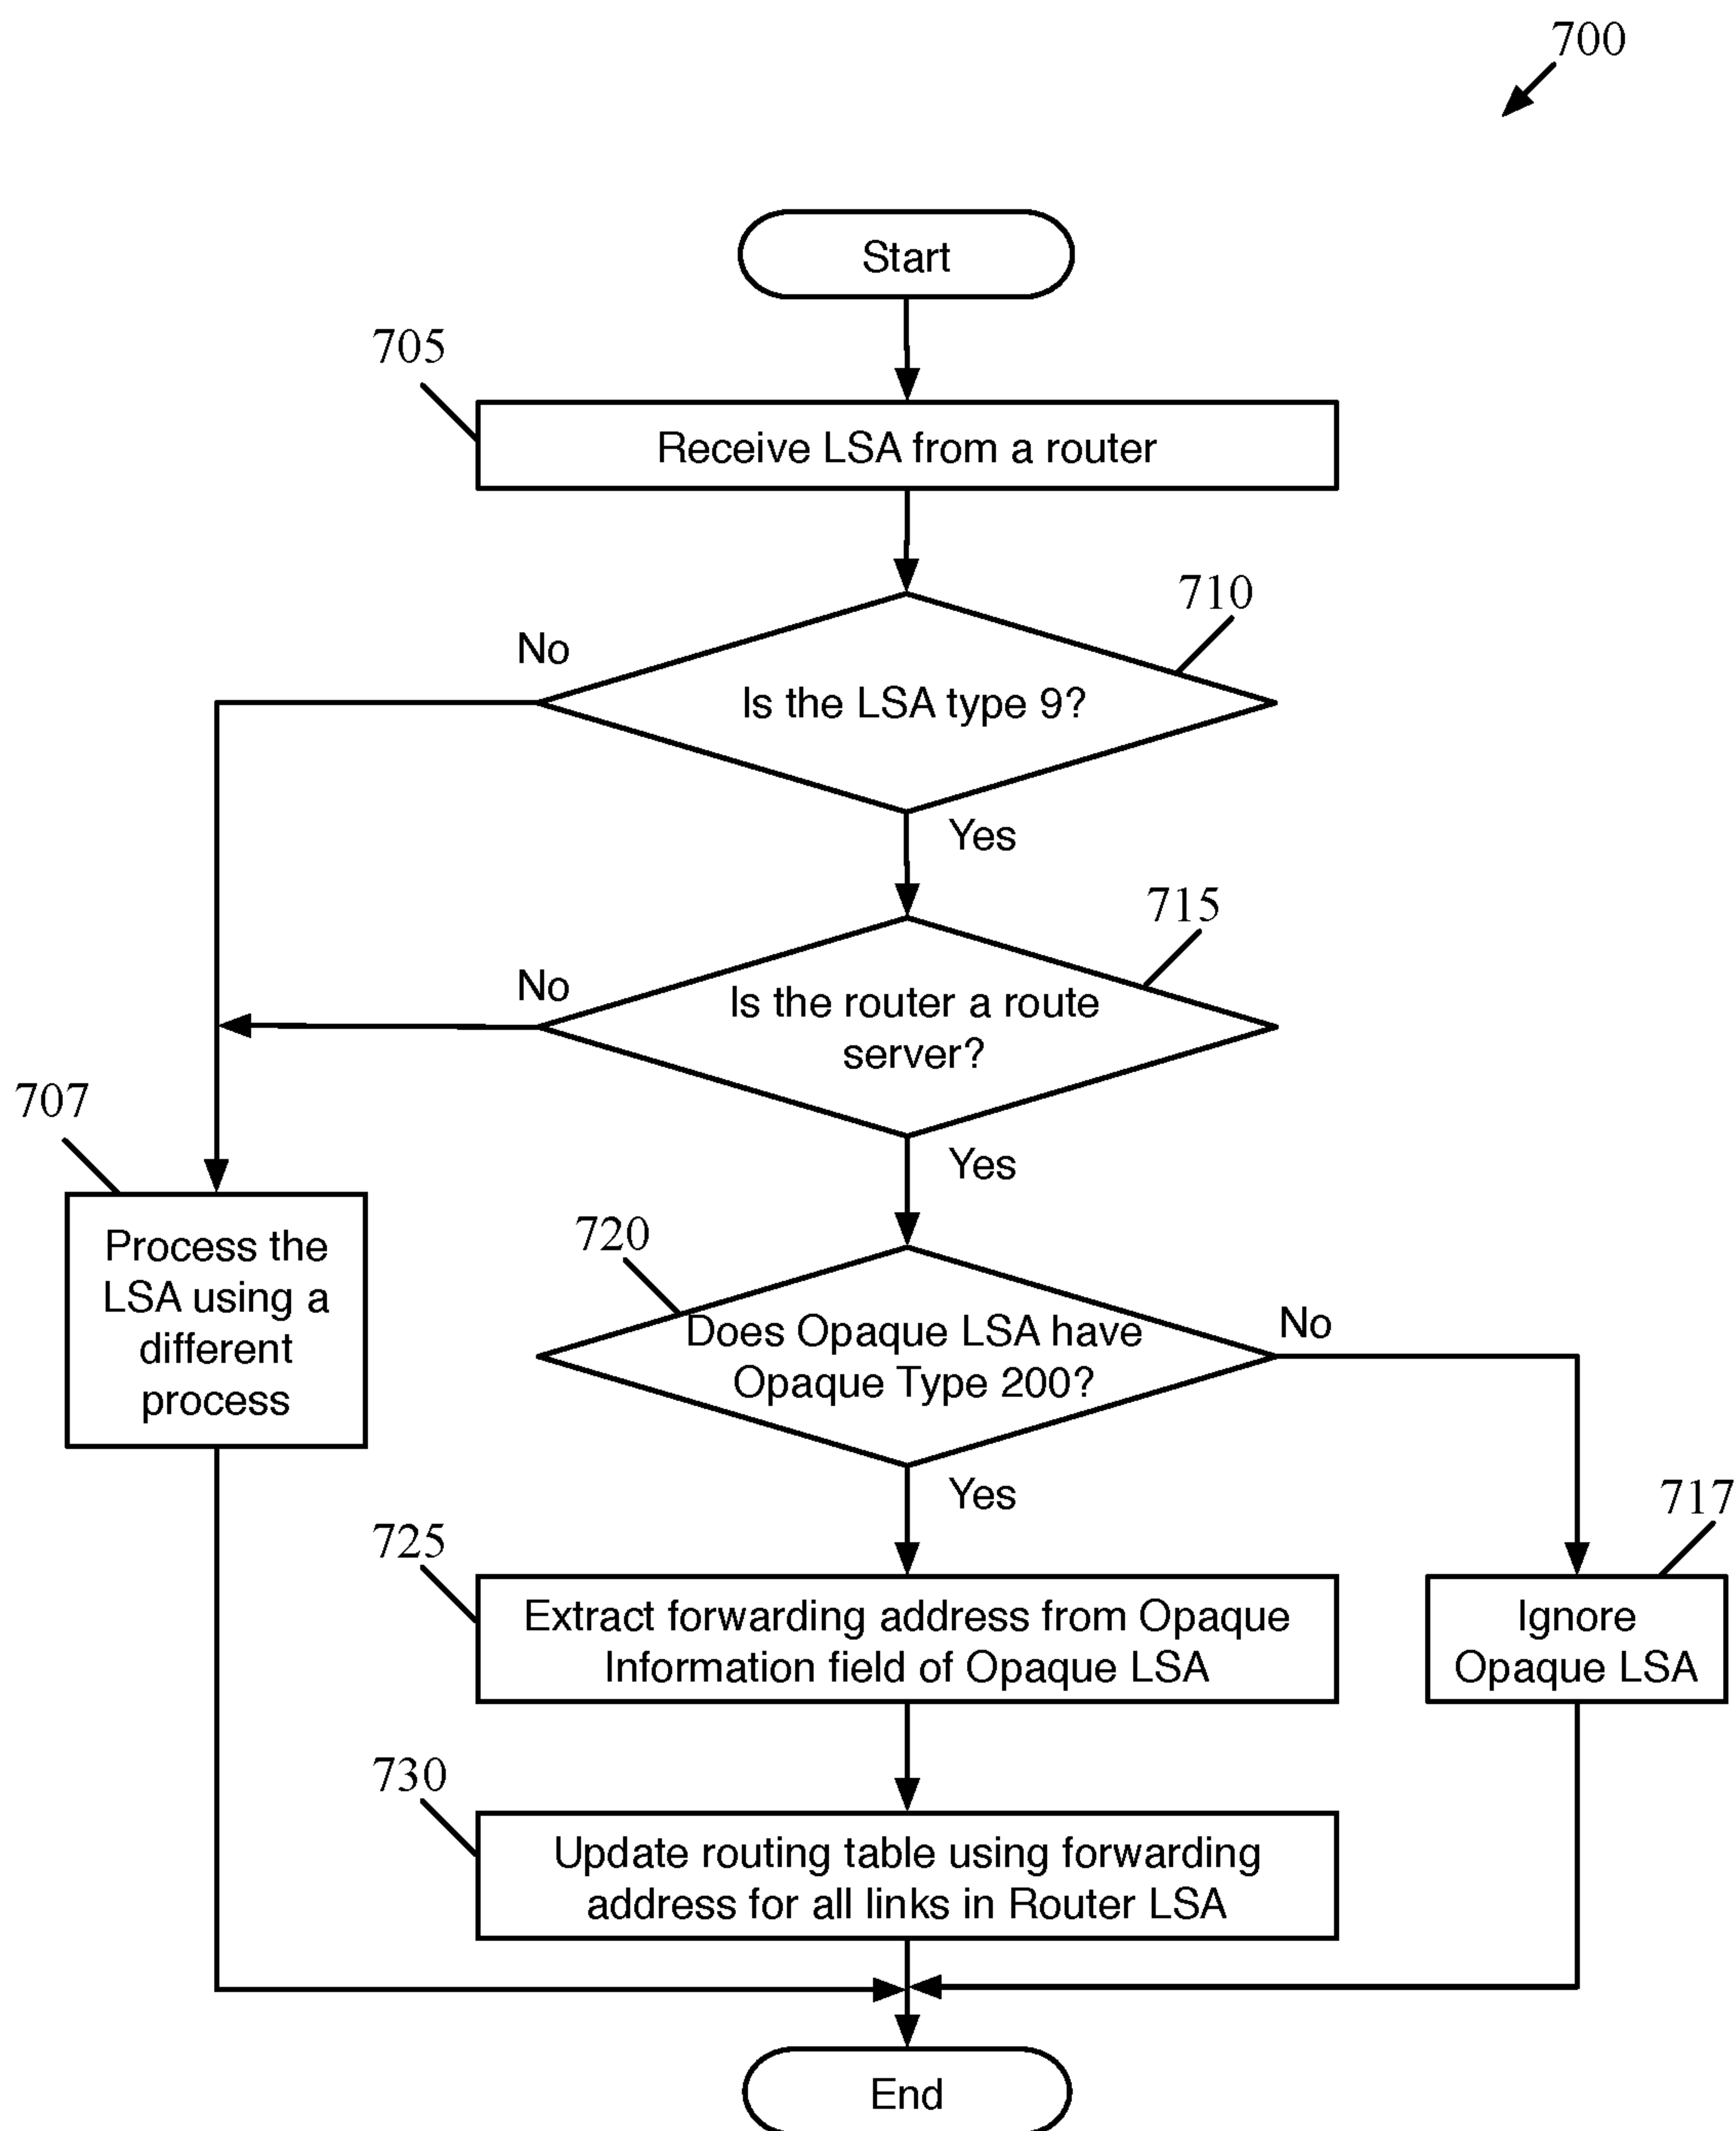 700
Start
705
Receive LSA from a router
710
No
Is the LSA type 9?
Yes
715
No
Is the router a route
server?
707
Yes
Process the
LSA using a
different
process
720
Does Opaque LSA have
Opaque Type 200?
No
Yes
717
725
Extract forwarding address from Opaque
Information field of Opaque LSA
Ignore
Opaque LSA
730
Update routing table using forwarding
address for all links in Router LSA
End